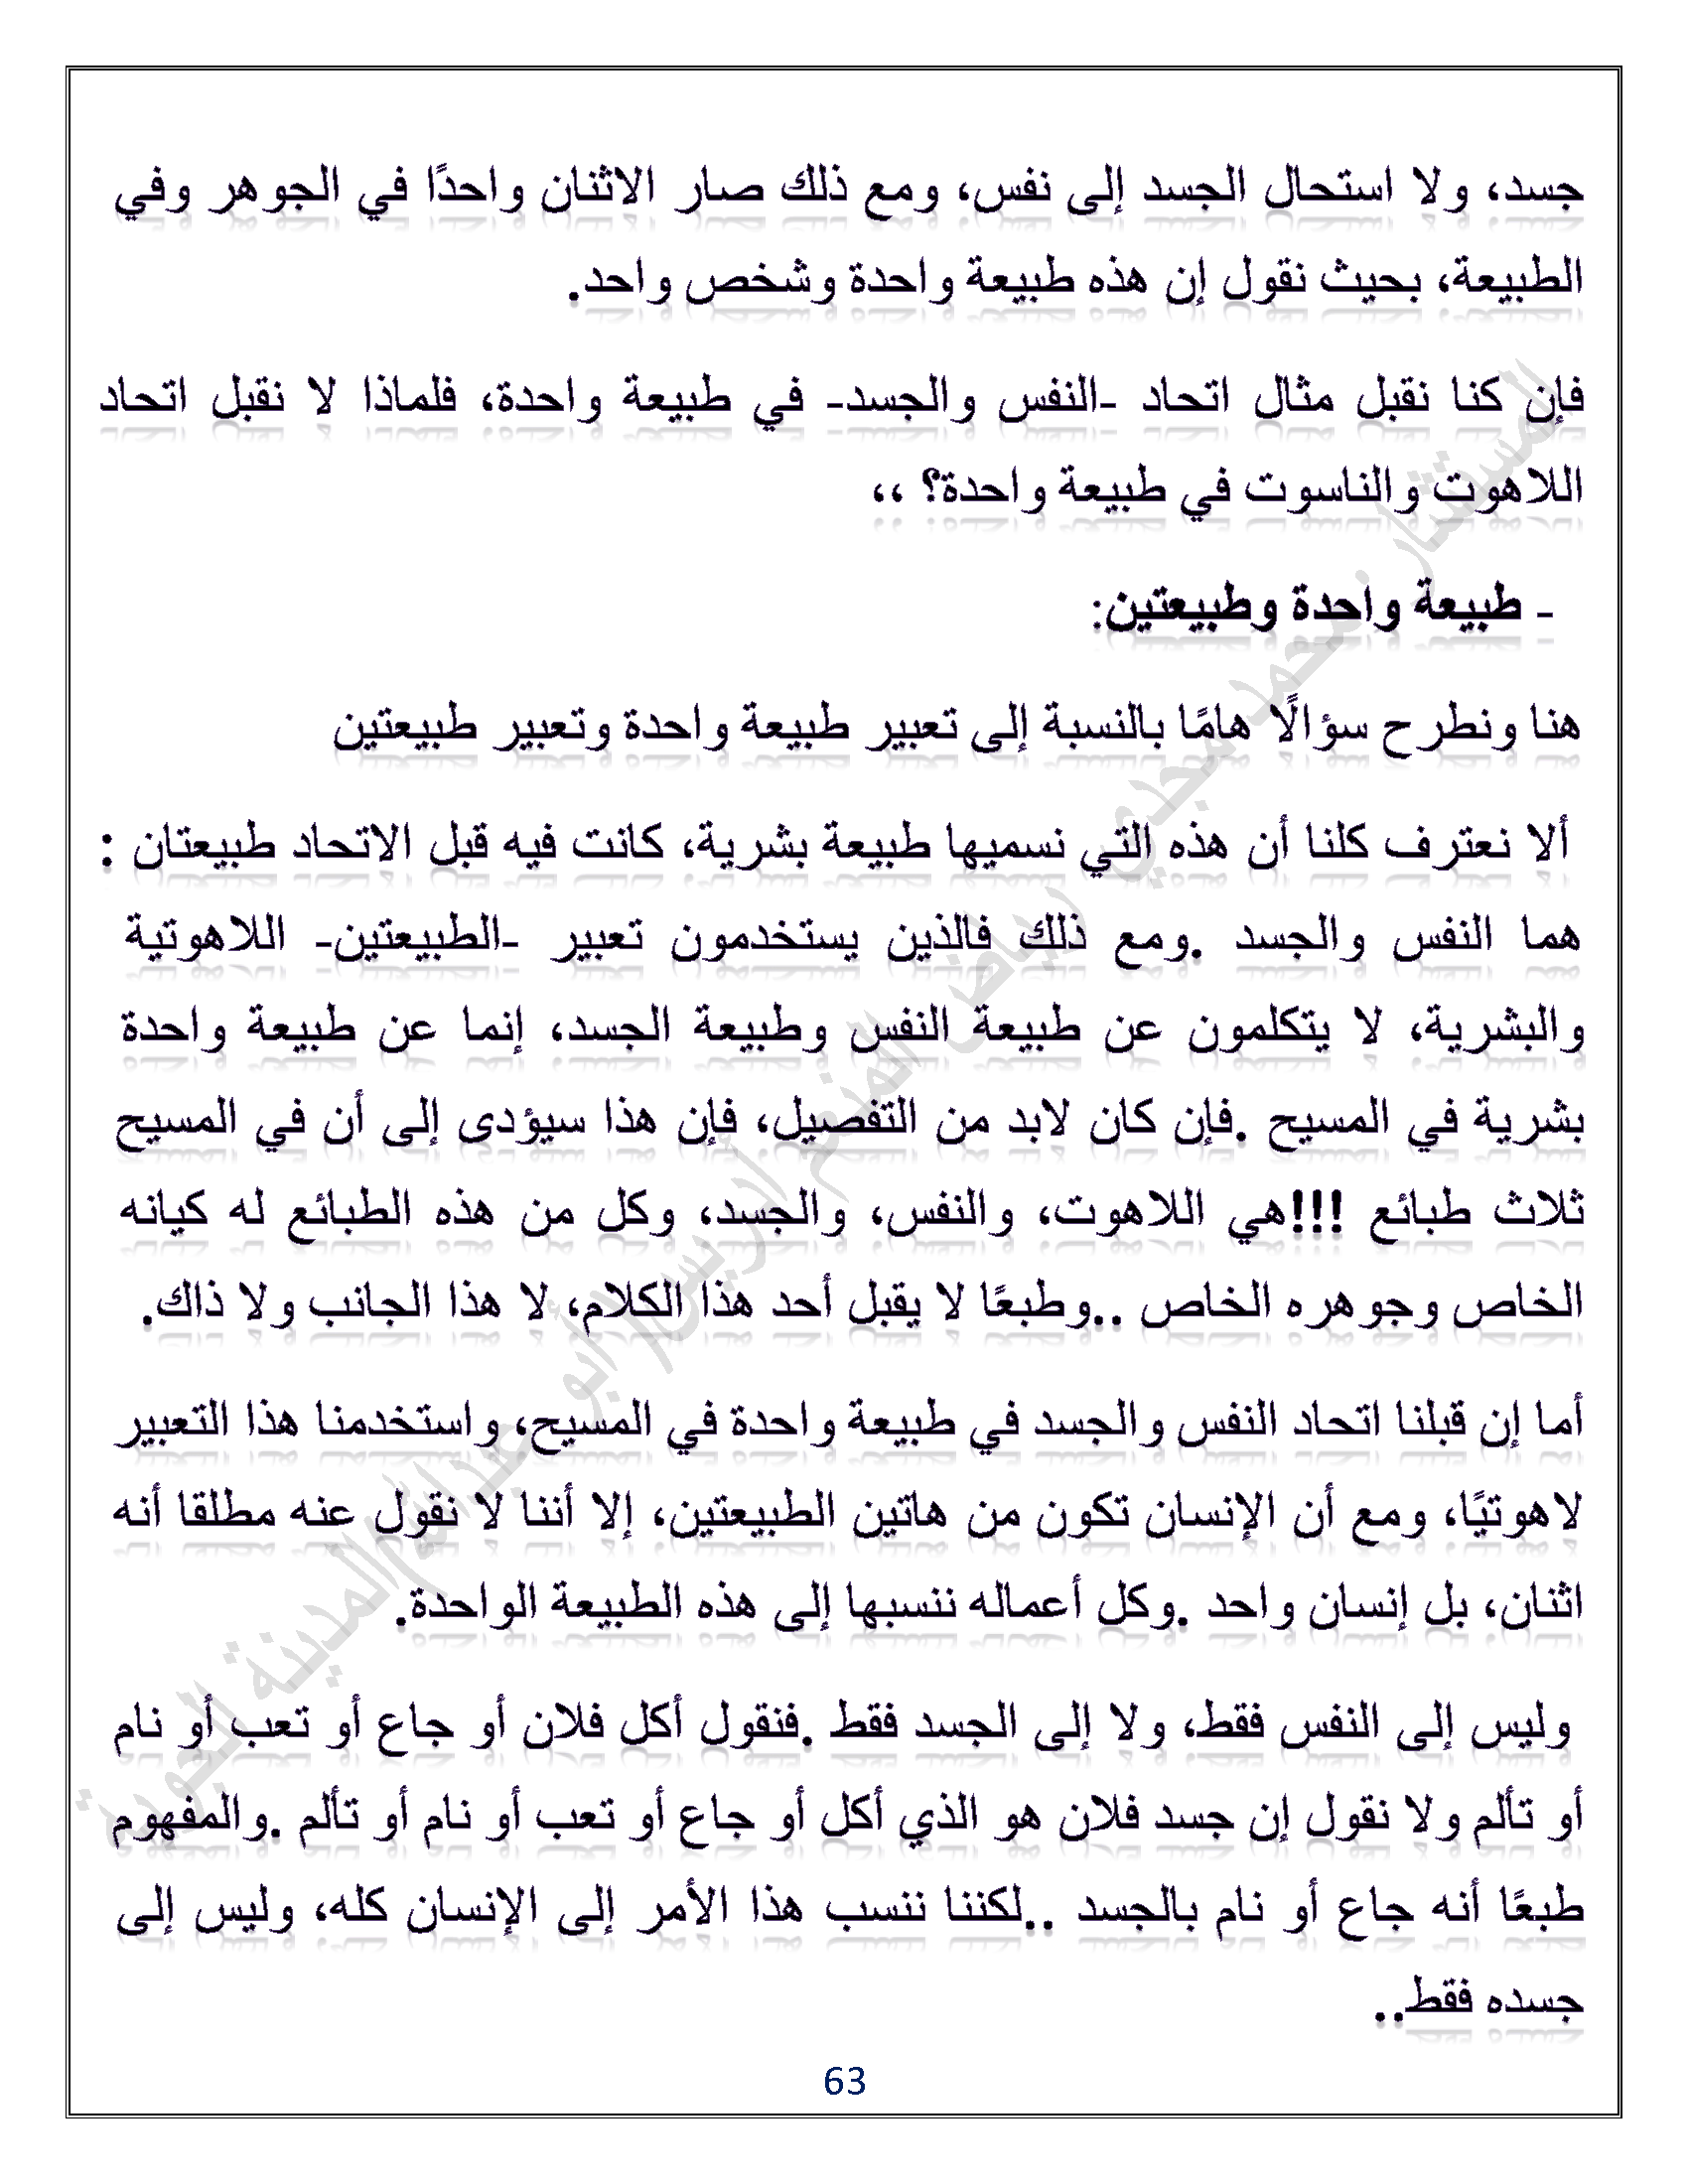 جسد، ولا استحال الجسد إلى نفس، ومع ذلك صار الاثنان واحدًا في الجوهر وفي
الطبيعة، بحيث نقول إن هذه طبيعة واحدة وشخص واحد.
فإن كنا نقبل مثال اتحاد -النفس والجسد- في طبيعة واحدة، فلماذا لا نقبل اتحاد
اللاهوت والناسوت في طبيعة واحدة؟ ،،
- طبيعة واحدة وطبيعتين:
هنا ونطرح سؤالًا هامًا بالنسبة إلى تعبير طبيعة واحدة وتعبير طبيعتين
ألا نعترف كلنا أن هذه التي نسميها طبيعة بشرية، كانت فيه قبل الاتحاد طبيعتان :
هما النفس والجسد .ومع ذلك فالذين يستخدمون تعبير -الطبيعتين- اللاهوتية
والبشرية، لا يتكلمون عن طبيعة النفس وطبيعة الجسد، إنما عن طبيعة واحدة
بشرية في المسيح .فإن كان لابد من التفصيل، فإن هذا سيؤدى إلى أن في المسيح
ثلاث طبائع !!!هي اللاهوت، والنفس، والجسد، وكل من هذه الطبائع له كيانه
الخاص وجوهره الخاص ..وطبعًا لا يقبل أحد هذا الكلام، لا هذا الجانب ولا ذاك.
أما إن قبلنا اتحاد النفس والجسد في طبيعة واحدة في المسيح، واستخدمنا هذا التعبير
لاهوتيًا، ومع أن الإنسان تكون من هاتين الطبيعتين، إلا أننا لا نقول عنه مطلقا أنه
اثنان، بل إنسان واحد .وكل أعماله ننسبها إلى هذه الطبيعة الواحدة.
وليس إلى النفس فقط، ولا إلى الجسد فقط .فنقول أكل فلان أو جاع أو تعب أو نام
أو تألم ولا نقول إن جسد فلان هو الذي أكل أو جاع أو تعب أو نام أو تألم .والمفهوم
طبعًا أنه جاع أو نام بالجسد ..لكننا ننسب هذا الأمر إلى الإنسان كله، وليس إلى
جسده فقط..
63
المستشار. محمد مجدي رياض المنعم إدريس أبو عبدالله المدينة